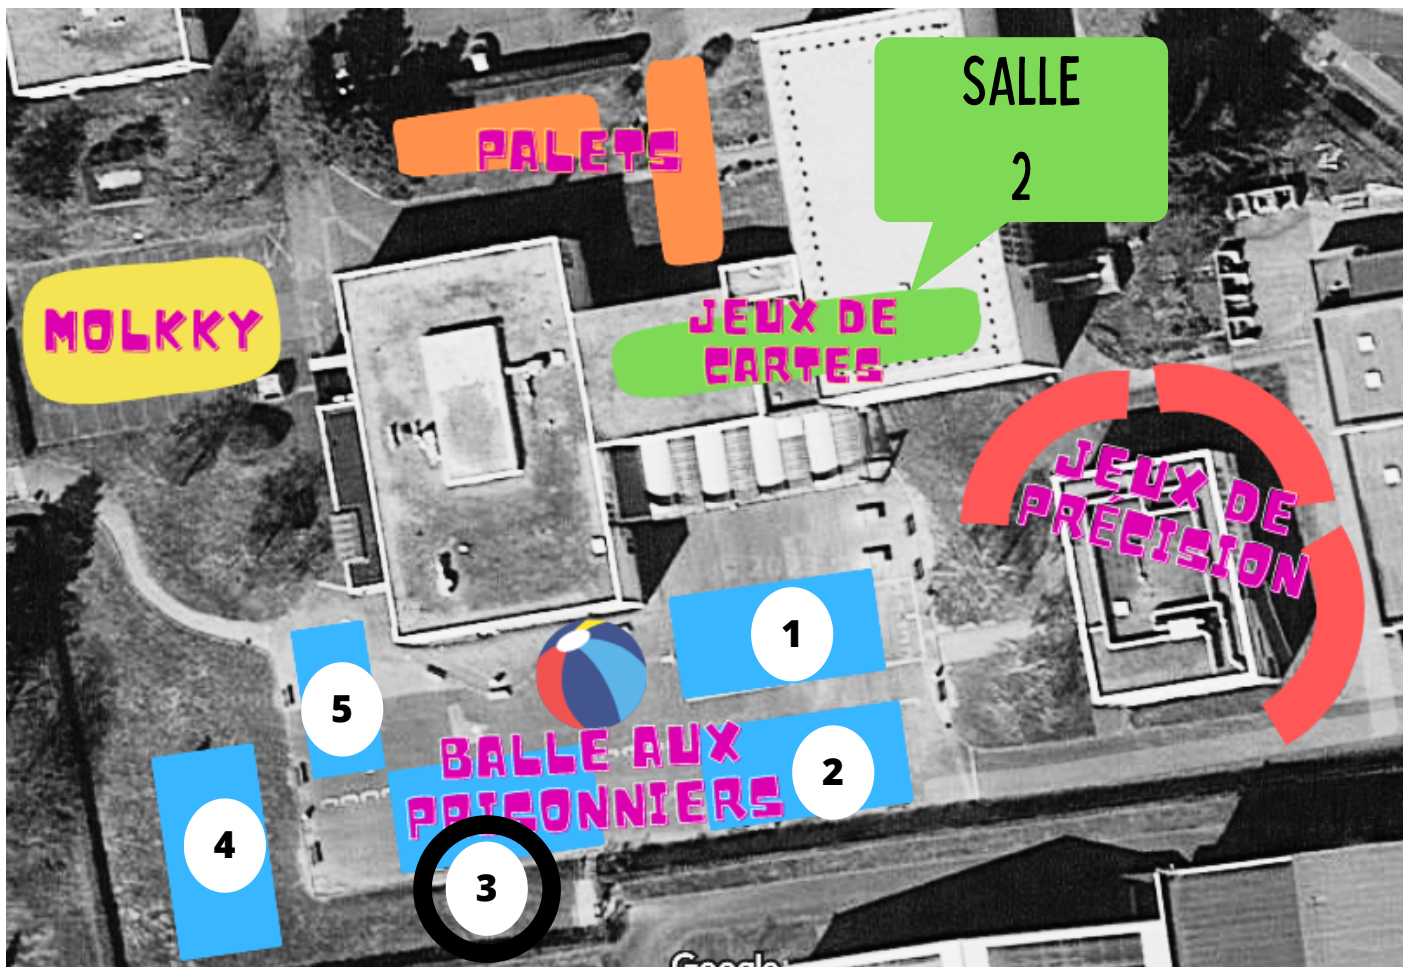 SALLE
2
PALETS
MOLKKY
JEUX DE
CARTES
JEUX DE
PRÉCISION
1
5
BALLE AUX
PRISONNIERS
2
4
3
Google